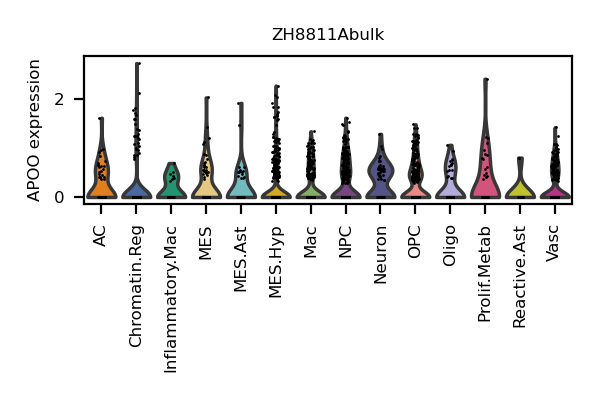 ZH8811Abulk
APOO expression
2
0
AC
Chromatin.Reg
Inflammatory.Mac
MES
MES.Ast
MES.Hyp
Mac
NPC
Neuron
OPC
Oligo
Prolif.Metab
Reactive.Ast
Vasc